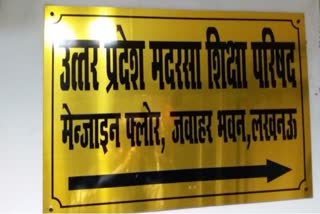 उत्तर प्रदेश मदरसा शिक्षा परिषद
मेन्जाइन फ्लोर, जवाहर भवन,लखनऊ